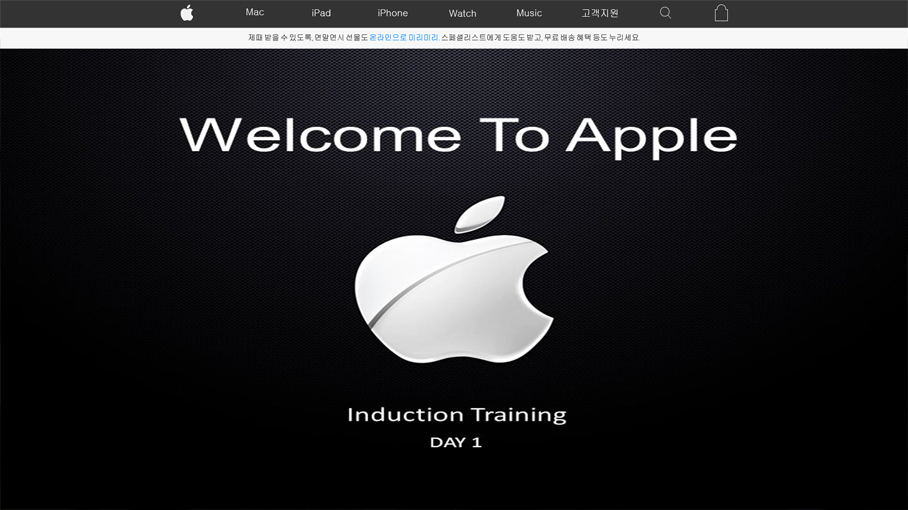 Mac iPad iPhone Watch Music 고객지원
제때 받을 수 있도록, 연말연시 선물도 온라인으로 미리미리. 스페셜리스트에게 도움도 받고, 무료 배송 혜택 등도 누리세요.
Welcome To Apple
Induction Training
DAY 1